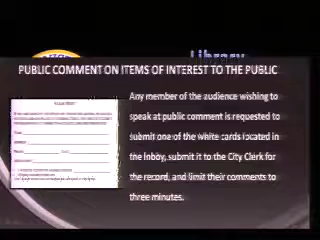 Library
PUBLIC COMMENT ON ITEMS OF INTEREST TO THE PUBLIC
Any member of the audience wishing to
speak at public comment is requested to
submit one of the white cards located in
the lobby, submit it to the City Clerk for
the record, and limit their comments to
three minutes.